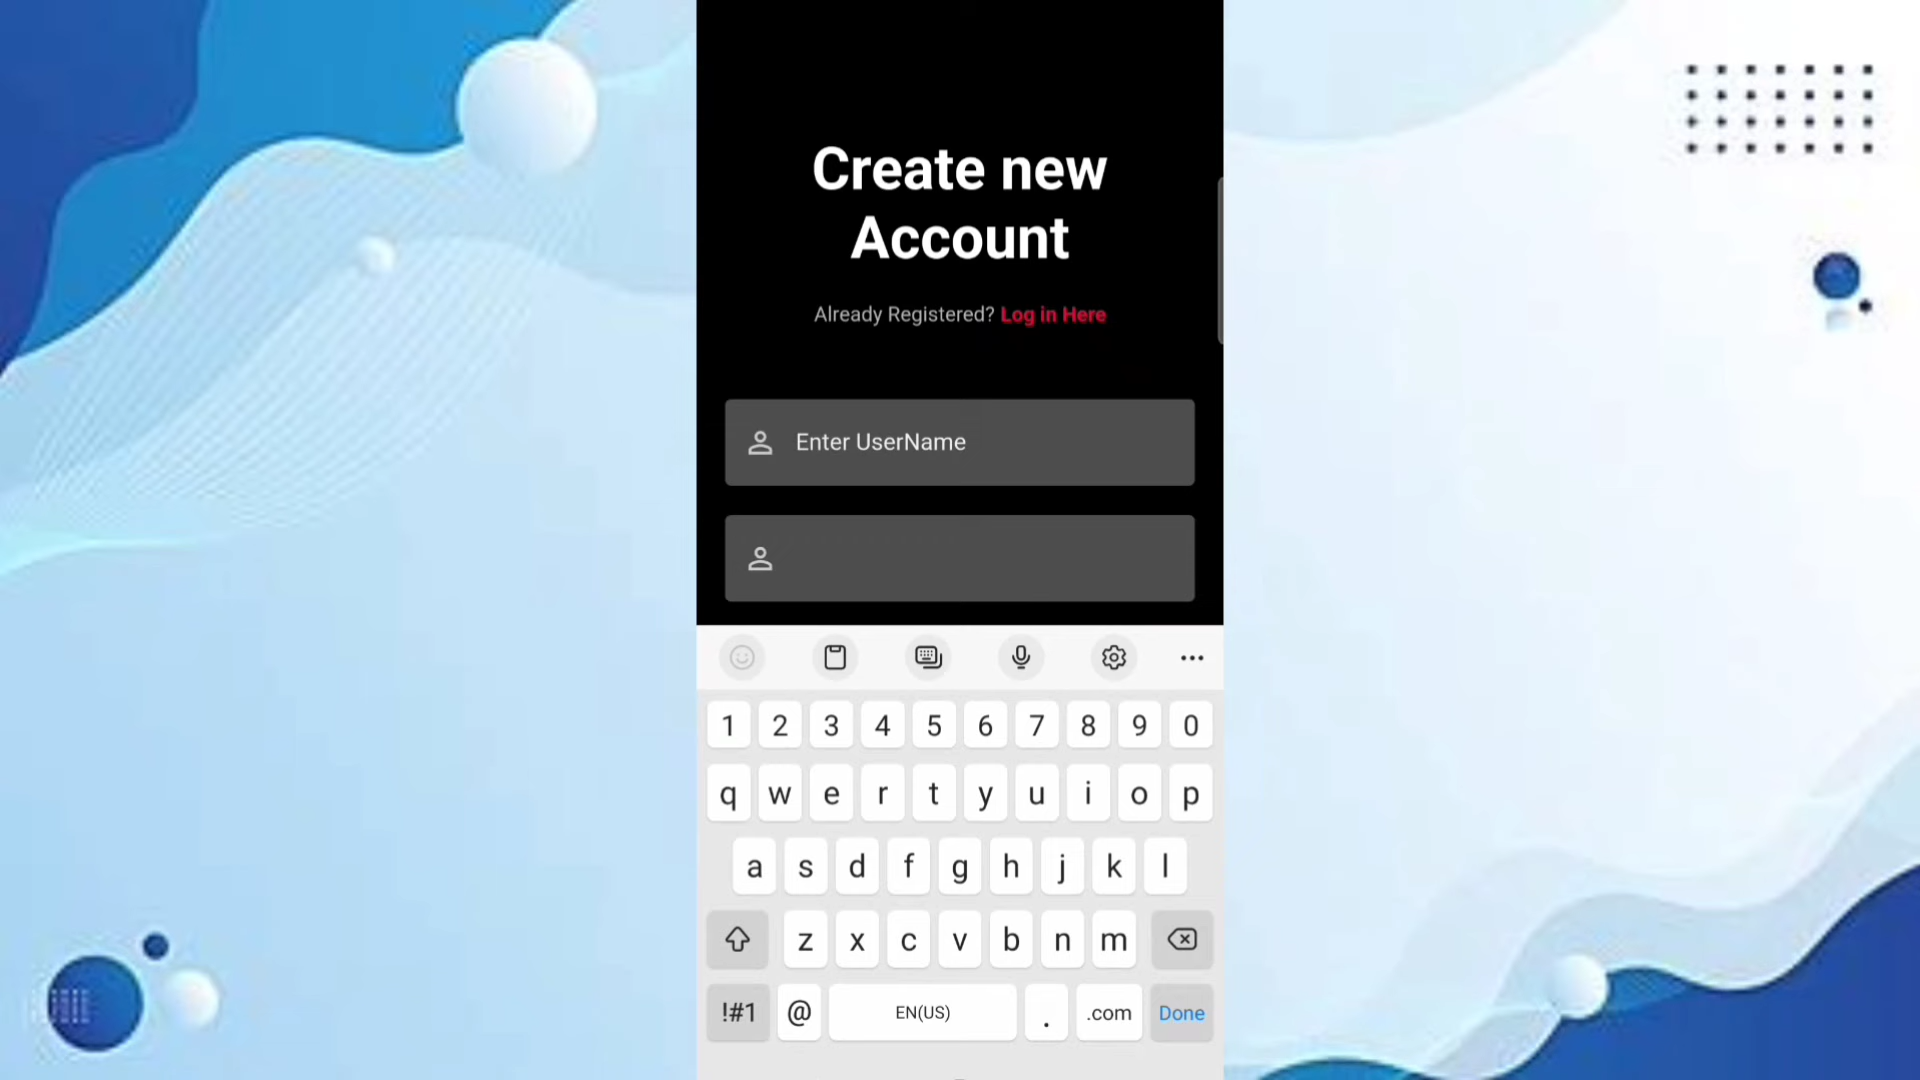 Create new
Account
Already Registered? Log in Here
Enter UserName
1 2 3 4 5 6 7 8 9 0
q w e r t y u i o p
a s d f g h j k l
z x c v b n m
!#1 @ EN(US) . .com Done